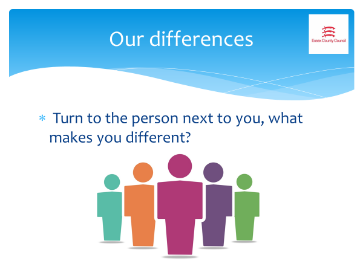 Our differences
Essex County Council
* Turn to the person next to you, what
makes you different?